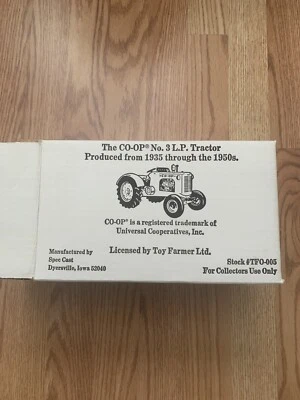 The CO-OP® No. 3 L.P. Tractor
Produced from 1935 through the 1950s.
CO-OP® is a registered trademark of
Universal Cooperatives, Inc.
Manufactured by
Spec Cast
Dyersville, Iowa 52040
Licensed by Toy Farmer Ltd.
Stock #TFO-005
For Collectors Use Only